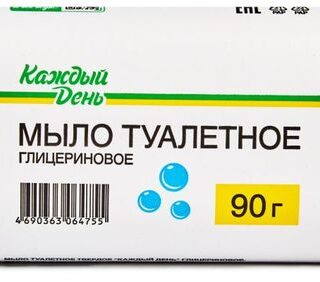 EAC
Каждый
День
МЫЛО ТУАЛЕТНОЕ
ГЛИЦЕРИНОВОЕ
90 г
4 690363 064755
МЫЛО ТУАЛЕТНОЕ ТВЕРДОЕ "КАЖДЫЙ ДЕНЬ" ГЛИЦЕРИНОВОЕ.